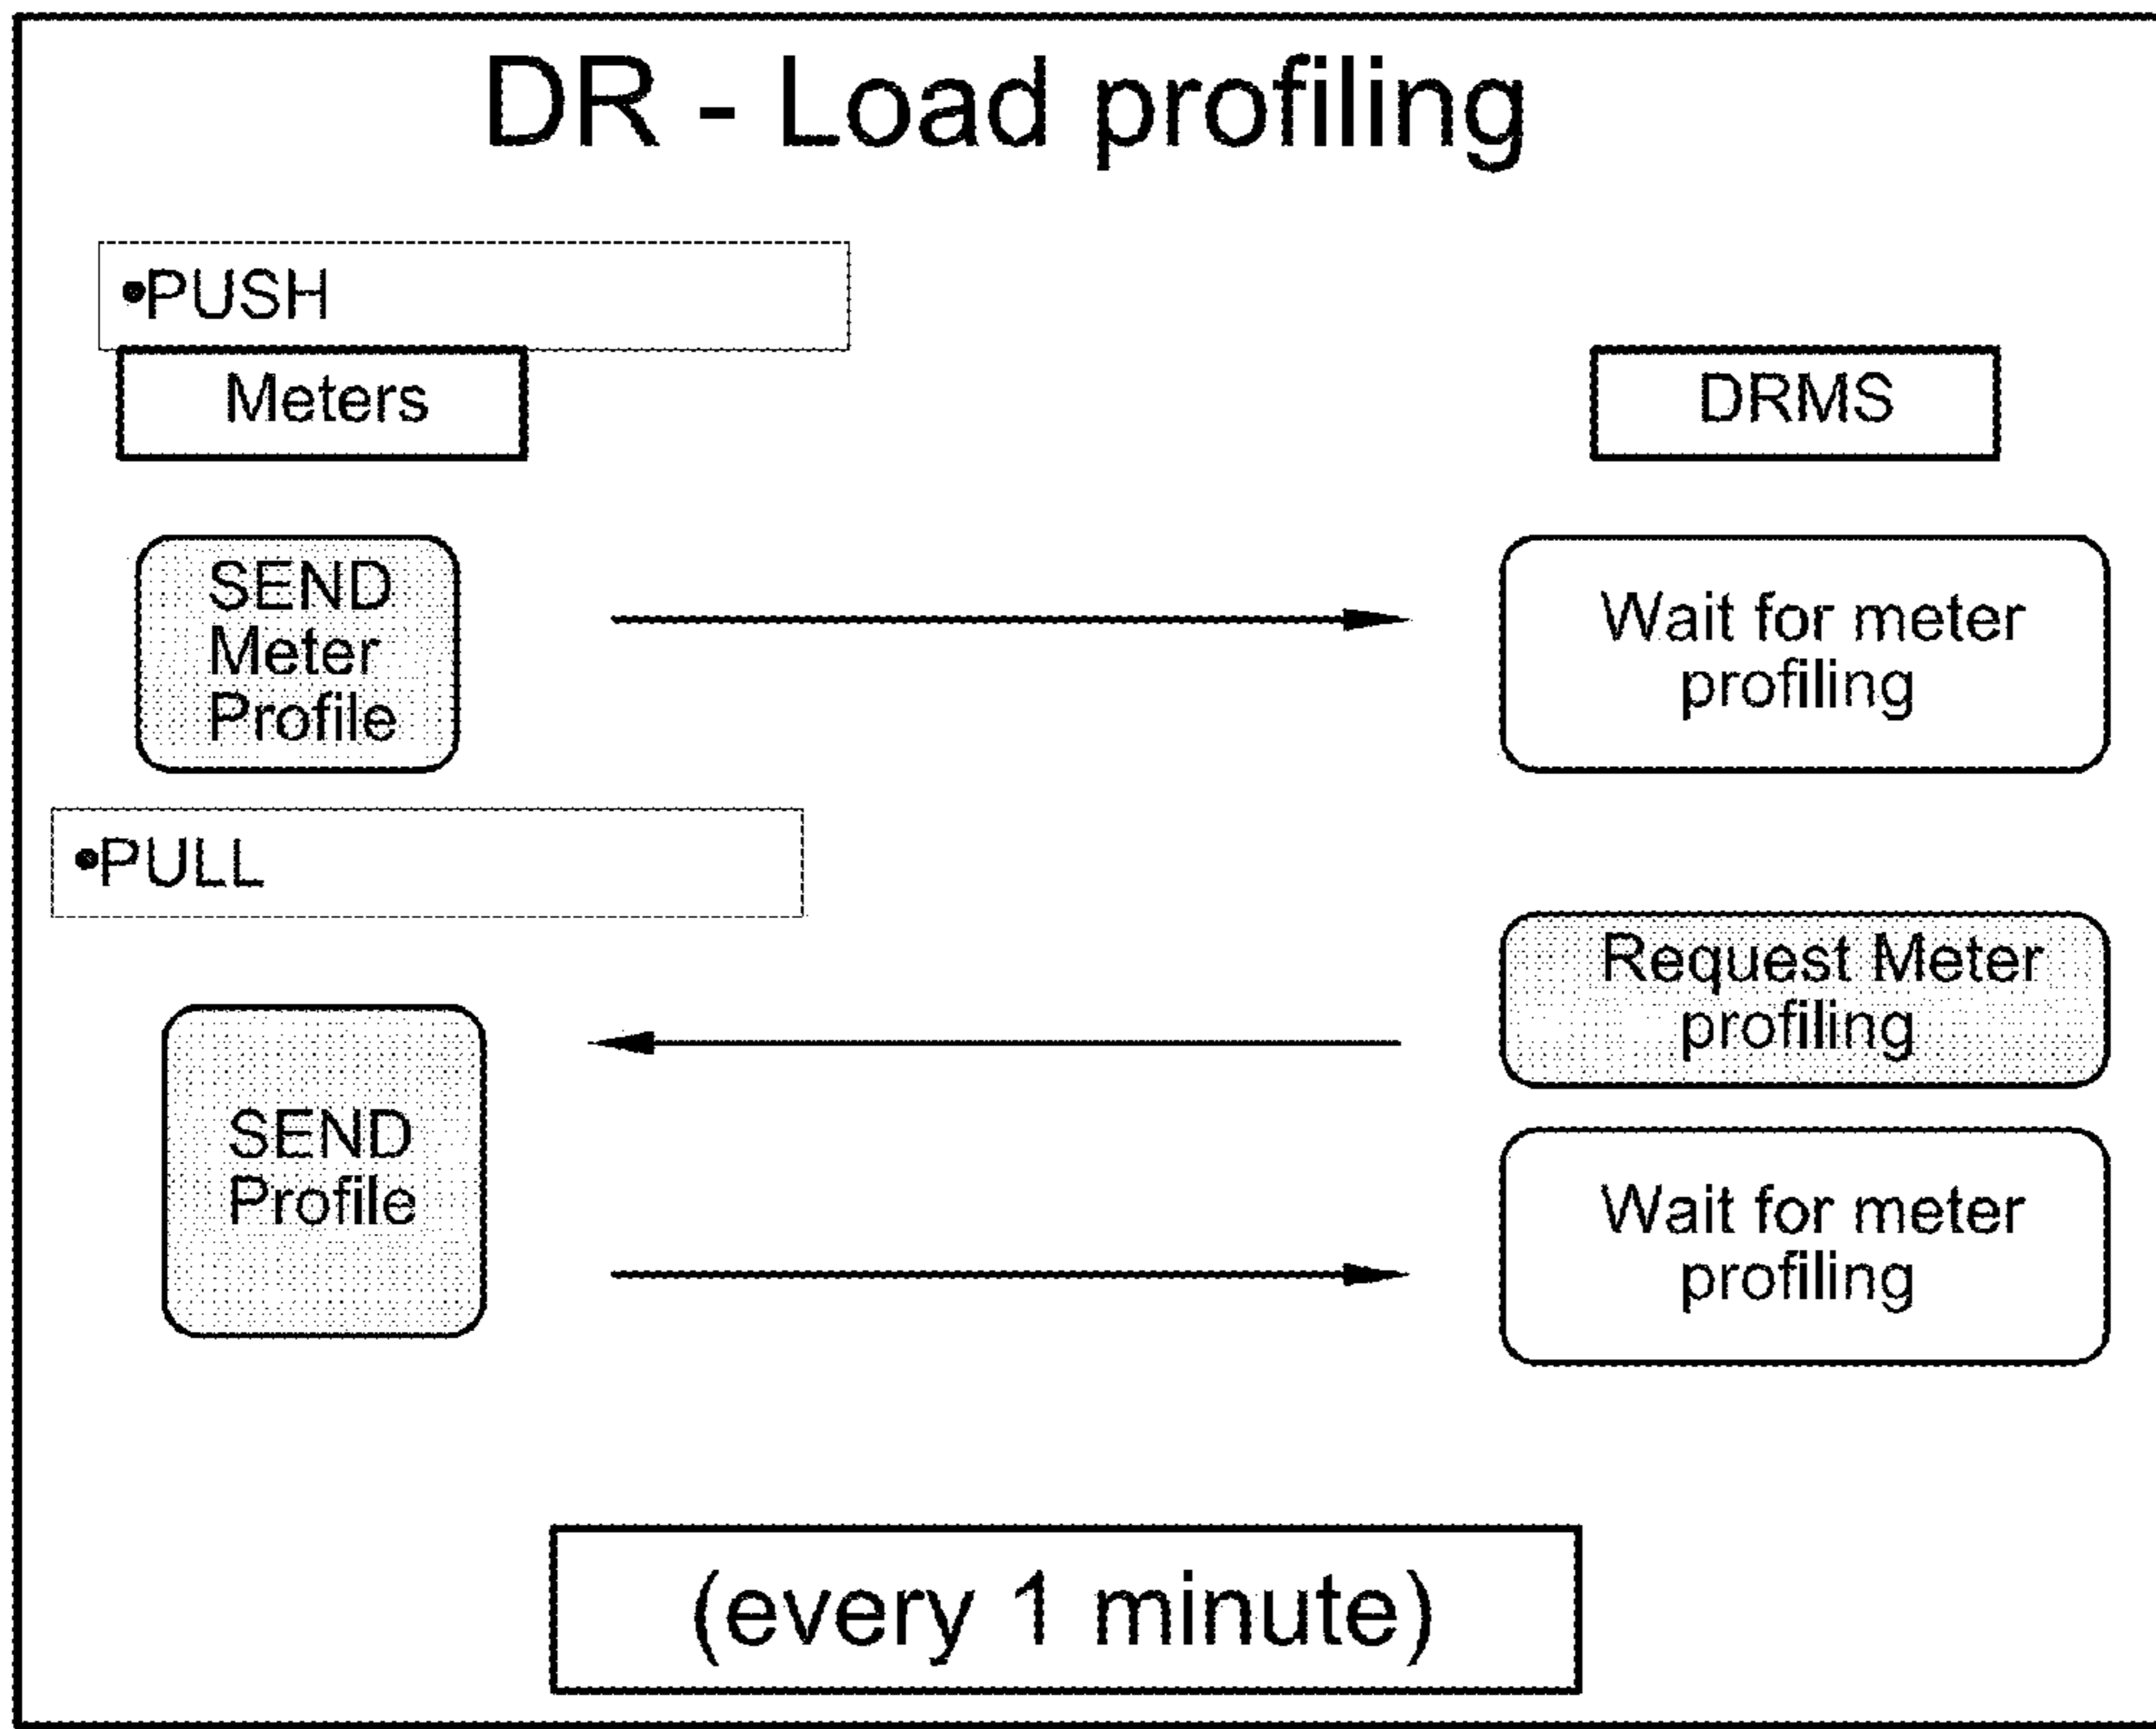 DR - Load profiling
•PUSH
Meters
DRMS
SEND
Meter
Profile
Wait for meter
profiling
•PULL
Request Meter
profiling
SEND
Profile
Wait for meter
profiling
(every 1 minute)